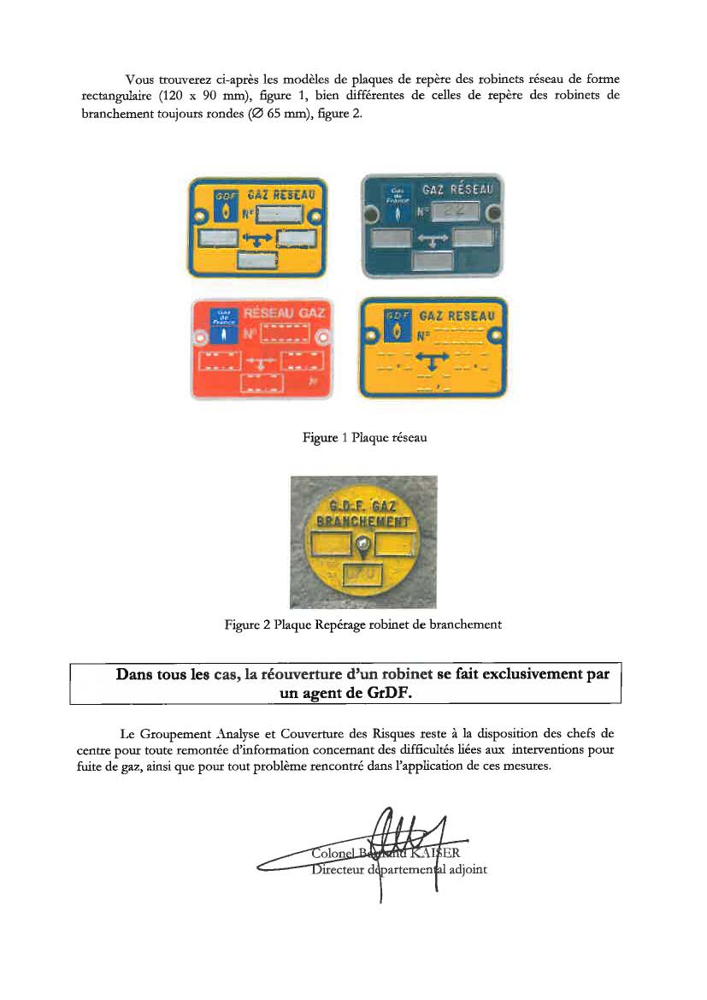 Vous trouverez ci-après les modèles de plaques de repère des robinets réseau de forme
rectangulaire (120 x 90 mm), figure 1, bien différentes de celles de repère des robinets de
branchement toujours rondes (Ø 65 mm), figure 2.
GDF GAZ RESEAU
N°
Gaz de France GAZ RÉSEAU
N° 22
Gaz de France RÉSEAU GAZ
N°
GDF GAZ RESEAU
N°
Figure 1 Plaque réseau
G.D.F. GAZ
BRANCHEMENT
Figure 2 Plaque Repérage robinet de branchement
Dans tous les cas, la réouverture d'un robinet se fait exclusivement par
un agent de GrDF.
Le Groupement Analyse et Couverture des Risques reste à la disposition des chefs de
centre pour toute remontée d'information concernant des difficultés liées aux interventions pour
fuite de gaz, ainsi que pour tout problème rencontré dans l'application de ces mesures.
Colonel Bertrand KAISER
Directeur départemental adjoint